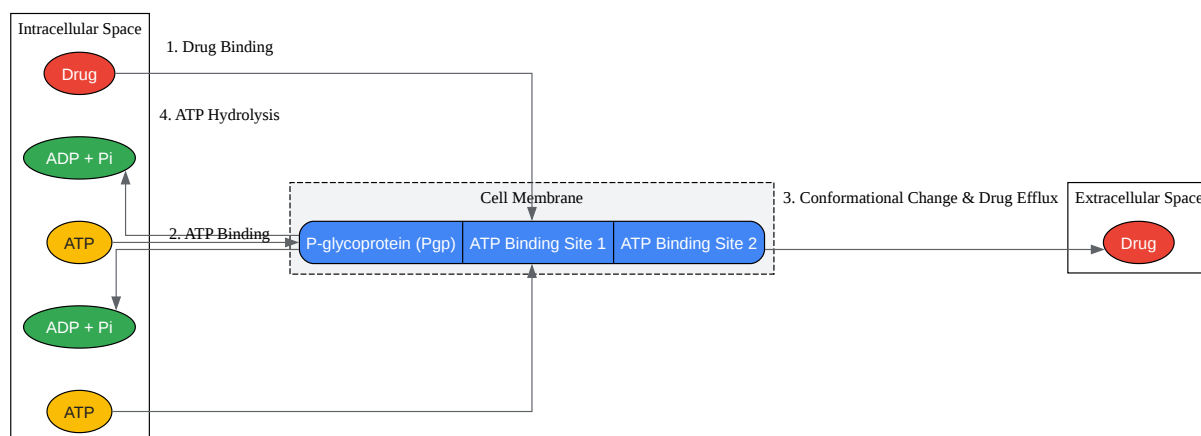 Intracellular Space
1. Drug Binding
Drug
4. ATP Hydrolysis
ADP + Pi
Cell Membrane
3. Conformational Change & Drug Efflux
Extracellular Space
2. ATP Binding
ATP
P-glycoprotein (Pgp)
ATP Binding Site 1
ATP Binding Site 2
Drug
ADP + Pi
ATP